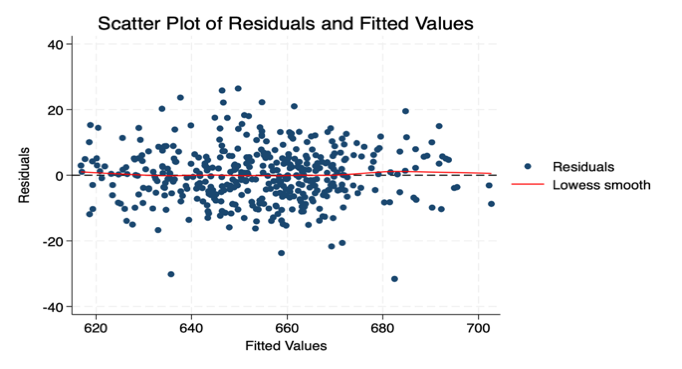 Scatter Plot of Residuals and Fitted Values
40
20
0
-20
-40
Residuals
620
640
660
680
700
Fitted Values
Residuals
Lowess smooth